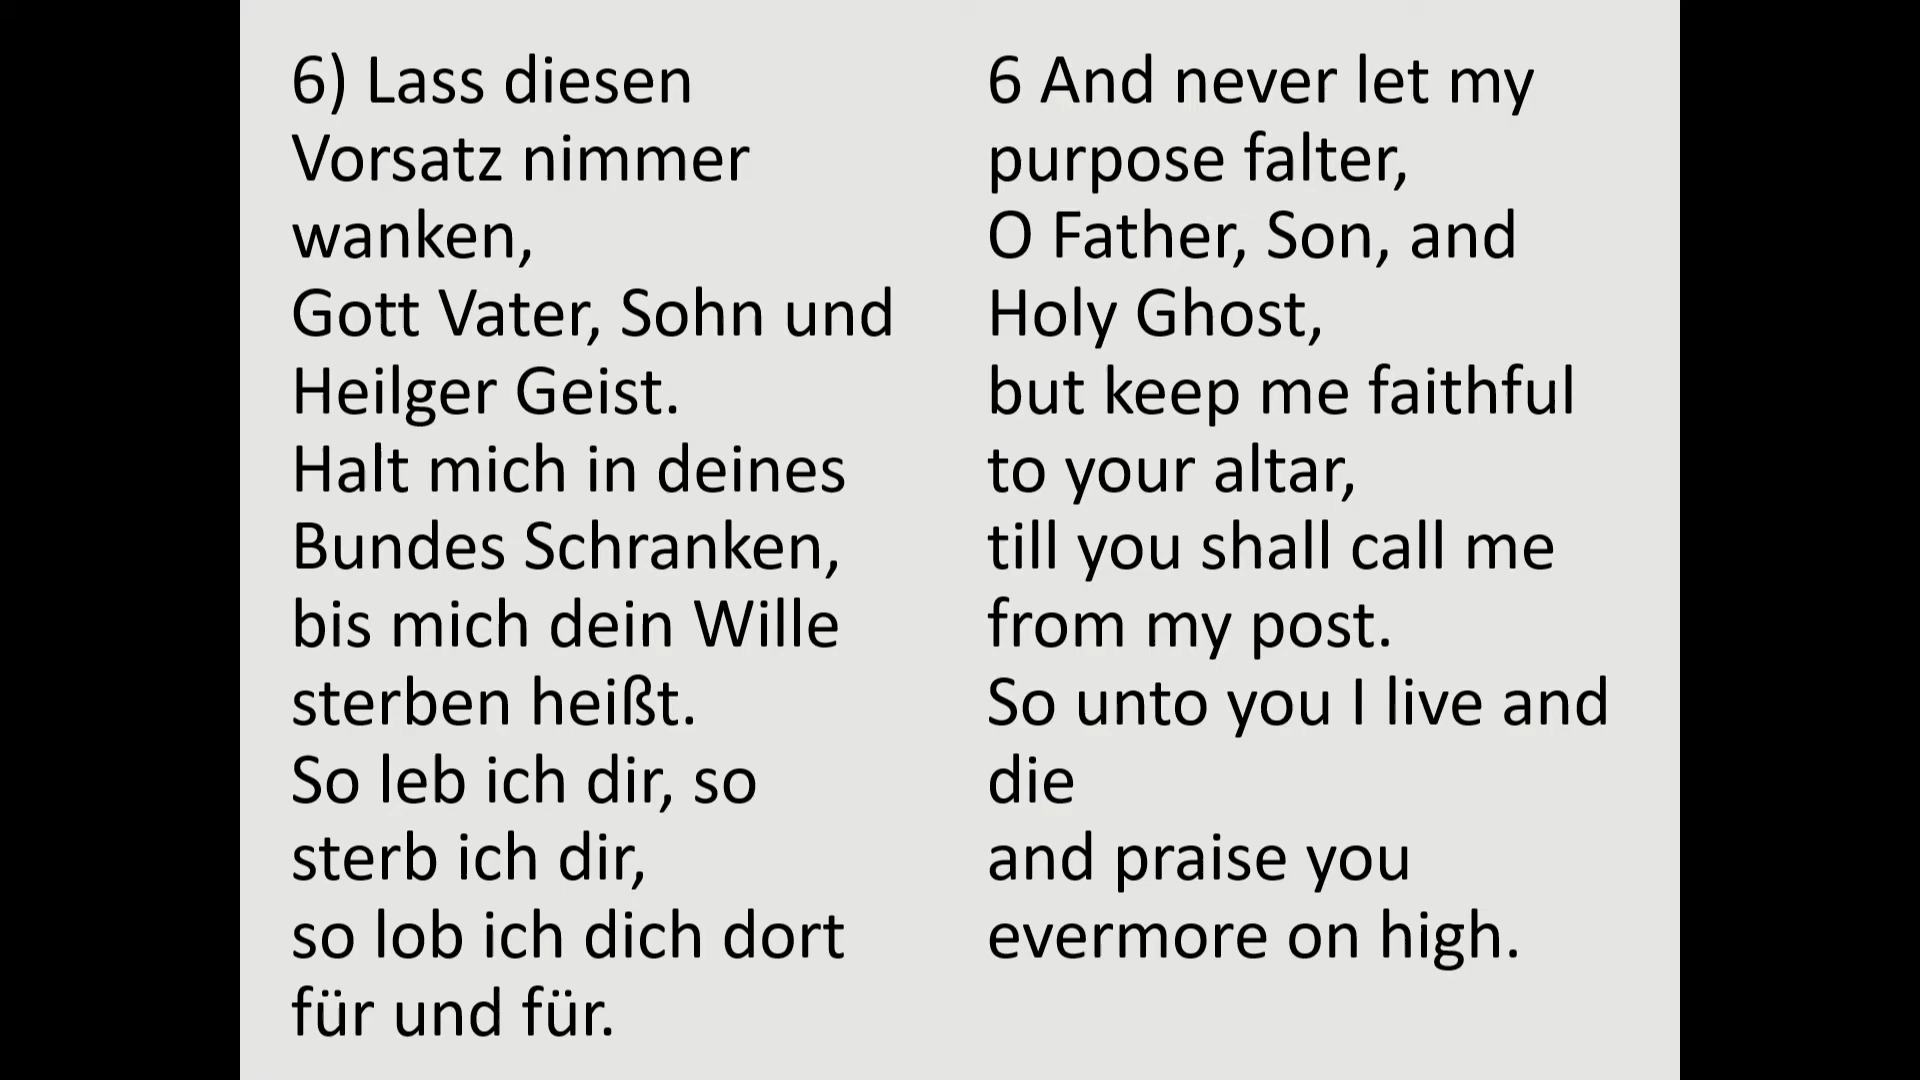 6) Lass diesen
Vorsatz nimmer
wanken,
Gott Vater, Sohn und
Heilger Geist.
Halt mich in deines
Bundes Schranken,
bis mich dein Wille
sterben heißt.
So leb ich dir, so
sterb ich dir,
so lob ich dich dort
für und für.
6 And never let my
purpose falter,
O Father, Son, and
Holy Ghost,
but keep me faithful
to your altar,
till you shall call me
from my post.
So unto you I live and
die
and praise you
evermore on high.